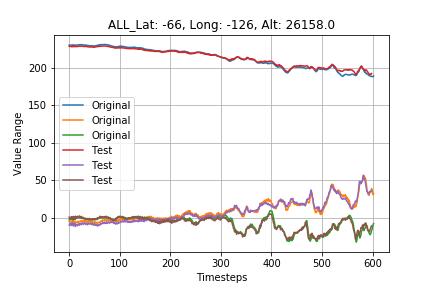 ALL_Lat: -66, Long: -126, Alt: 26158.0
200
150
100
50
0
Value Range
Original
Original
Original
Test
Test
Test
0 100 200 300 400 500 600
Timesteps